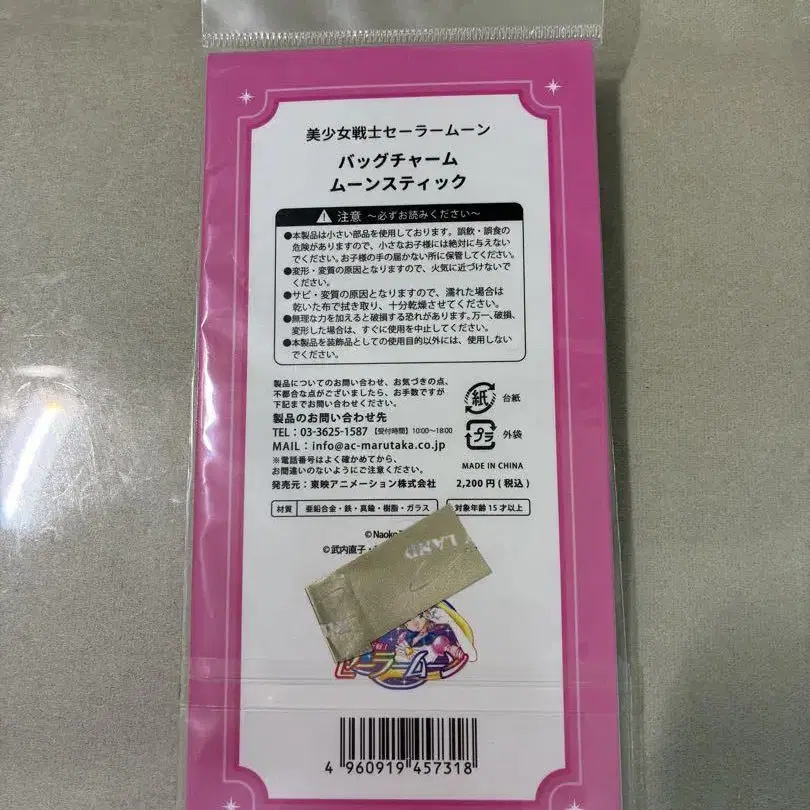 美少女戦士セーラームーン
バッグチャーム
ムーンスティック
注意 ～必ずお読みください～
●本製品は小さい部品を使用しております。誤飲・誤食の
危険がありますので、小さなお子様には絶対に与えない
でください。お子様の手の届かない所に保管してください。
●変形・変質の原因となりますので、火気に近づけないで
ください。
●サビ・変質の原因となりますので、濡れた場合は
乾いた布で拭き取り、十分乾燥させてください。
●無理な力を加えると破損する恐れがあります。万一、破損、
変形した場合は、すぐに使用を中止してください。
●本製品を装飾品としての使用目的以外には、使用しない
でください。
製品についてのお問い合わせ、お気づきの点、
不都合な点がございましたら、お手数ですが
下記までお問い合わせください。
製品のお問い合わせ先
TEL：03-3625-1587 【受付時間】10:00～18:00
MAIL：info@ac-marutaka.co.jp
※電話番号はよく確かめてから、
お間違いのないようにご注意ください。
発売元：東映アニメーション株式会社
紙 台紙
プラ 外袋
MADE IN CHINA
2,200円(税込)
材質 亜鉛合金・鉄・真鍮・樹脂・ガラス
対象年齢15才以上
© Naoko
© 武内直子・
LAND
セーラームーン
4 960919 457318